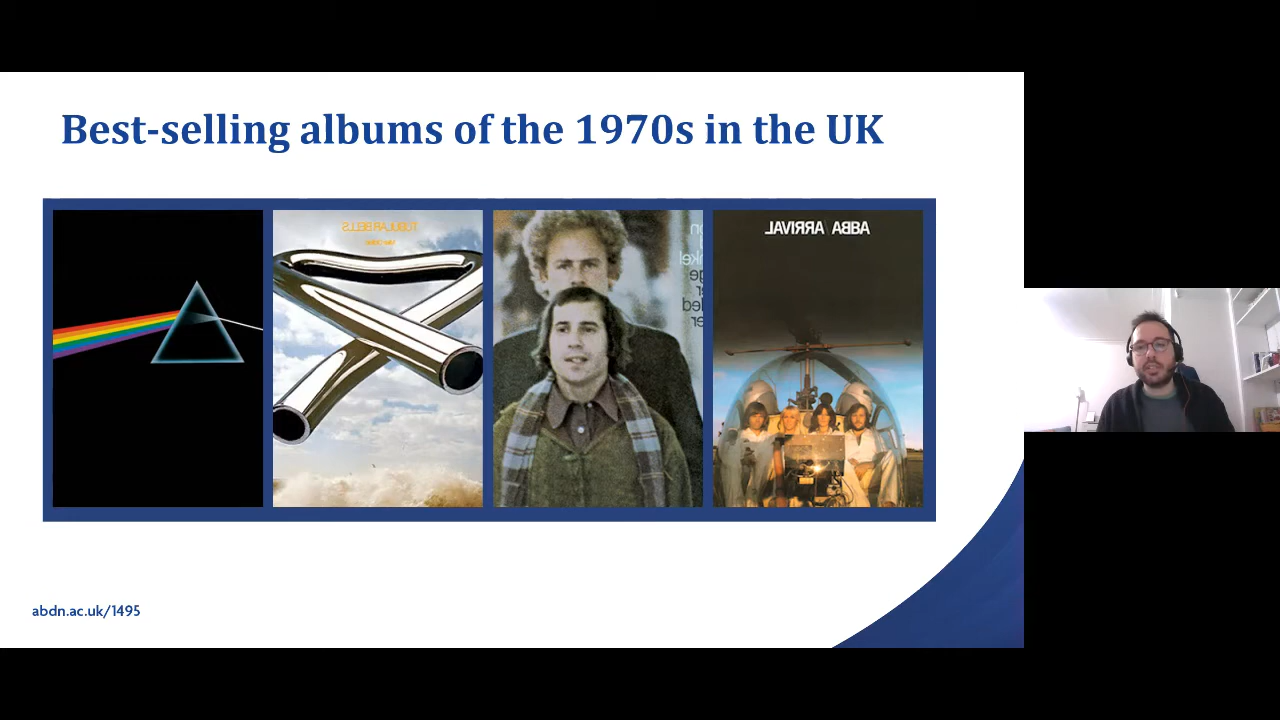 Best-selling albums of the 1970s in the UK
TUBULAR BELLS
ABBA ARRIVAL
abdn.ac.uk/1495